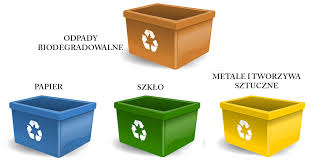 ODPADY
BIODEGRADOWALNE
PAPIER
SZKŁO
METALE I TWORZYWA
SZTUCZNE